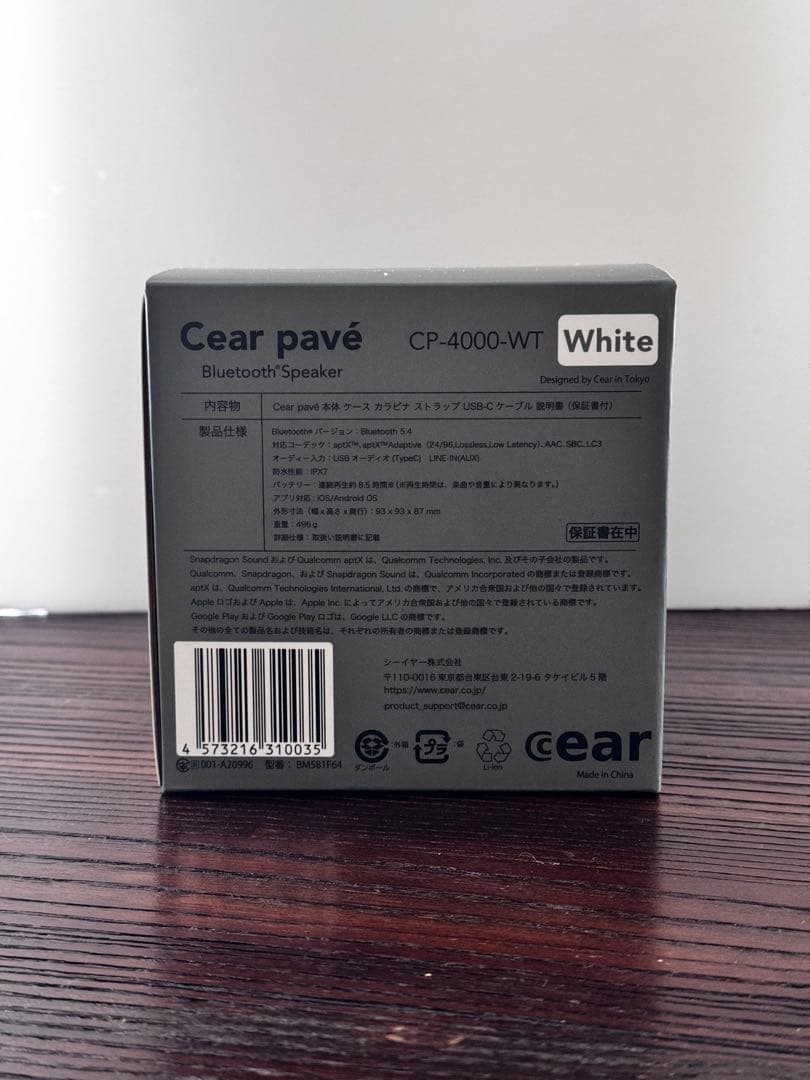 Cear pavé CP-4000-WT White
Bluetooth® Speaker
Designed by Cear in Tokyo
内容物 Cear pavé 本体 ケース カラビナ ストラップ USB-C ケーブル 説明書（保証書付）
製品仕様 Bluetooth® バージョン：Bluetooth 5.4
対応コーデック：aptX™、aptX™Adaptive（24/96,Lossless,Low Latency）、AAC、SBC、LC3
オーディー入力：USB オーディオ (TypeC) LINE-IN(AUX)
防水性能：IPX7
バッテリー：連続再生約 8.5 時間※（※再生時間は、楽曲や音量により異なります。）
アプリ対応：iOS/Android OS
外形寸法（幅 x 高さ x 奥行）：93 x 93 x 87 mm
重量：496 g
詳細仕様：取扱い説明書に記載
保証書在中
Snapdragon Sound および Qualcomm aptX は、Qualcomm Technologies, Inc. 及びその子会社の製品です。
Qualcomm、Snapdragon、および Snapdragon Sound は、Qualcomm Incorporated の商標または登録商標です。
aptX は、Qualcomm Technologies International, Ltd. の商標で、アメリカ合衆国および他の国々で登録されています。
Apple ロゴおよび Apple は、Apple Inc. によってアメリカ合衆国および他の国々で登録されている商標です。
Google Play および Google Play ロゴは、Google LLC の商標です。
その他の全ての製品名および技術名は、それぞれの所有者の商標または登録商標です。
シーイヤー株式会社
〒110-0016 東京都台東区台東 2-19-6 タケイビル 5 階
https://www.cear.co.jp/
product_support@cear.co.jp
4 573216 310035
001-A20996 型番： BM581F64
ダンボール
：外箱
プラ
：袋
Li-ion
cear
Made in China